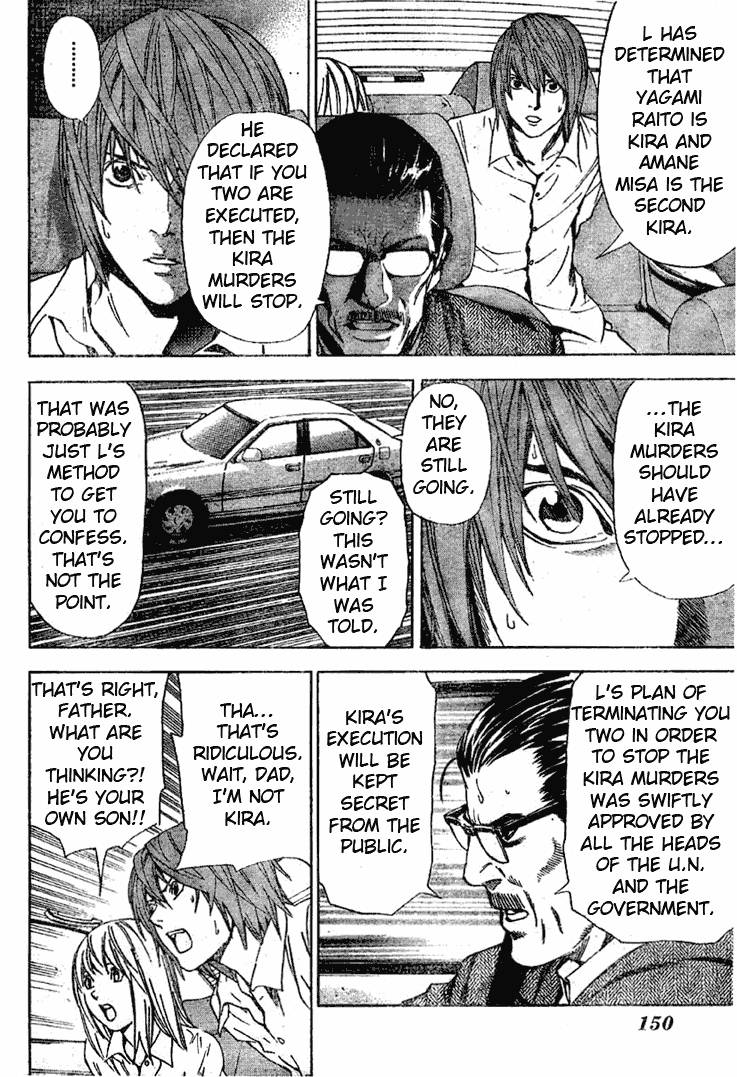 L HAS
DETERMINED
THAT
YAGAMI
RAITO IS
KIRA AND
AMANE
MISA IS THE
SECOND
KIRA.
HE
DECLARED
THAT IF YOU
TWO ARE
EXECUTED,
THEN THE
KIRA
MURDERS
WILL STOP.
.........
...THE
KIRA
MURDERS
SHOULD
HAVE
ALREADY
STOPPED...
NO,
THEY
ARE
STILL
GOING.
STILL
GOING?
THIS
WASN'T
WHAT I
WAS
TOLD.
THAT WAS
PROBABLY
JUST L'S
METHOD
TO GET
YOU TO
CONFESS.
THAT'S
NOT THE
POINT.
L'S PLAN OF
TERMINATING YOU
TWO IN ORDER
TO STOP THE
KIRA MURDERS
WAS SWIFTLY
APPROVED BY
ALL THE HEADS
OF THE U.N.
AND THE
GOVERNMENT.
KIRA'S
EXECUTION
WILL BE
KEPT
SECRET
FROM THE
PUBLIC.
THA...
THAT'S
RIDICULOUS.
WAIT, DAD,
I'M NOT
KIRA.
THAT'S RIGHT,
FATHER.
WHAT ARE
YOU
THINKING?!
HE'S YOUR
OWN SON!!
150